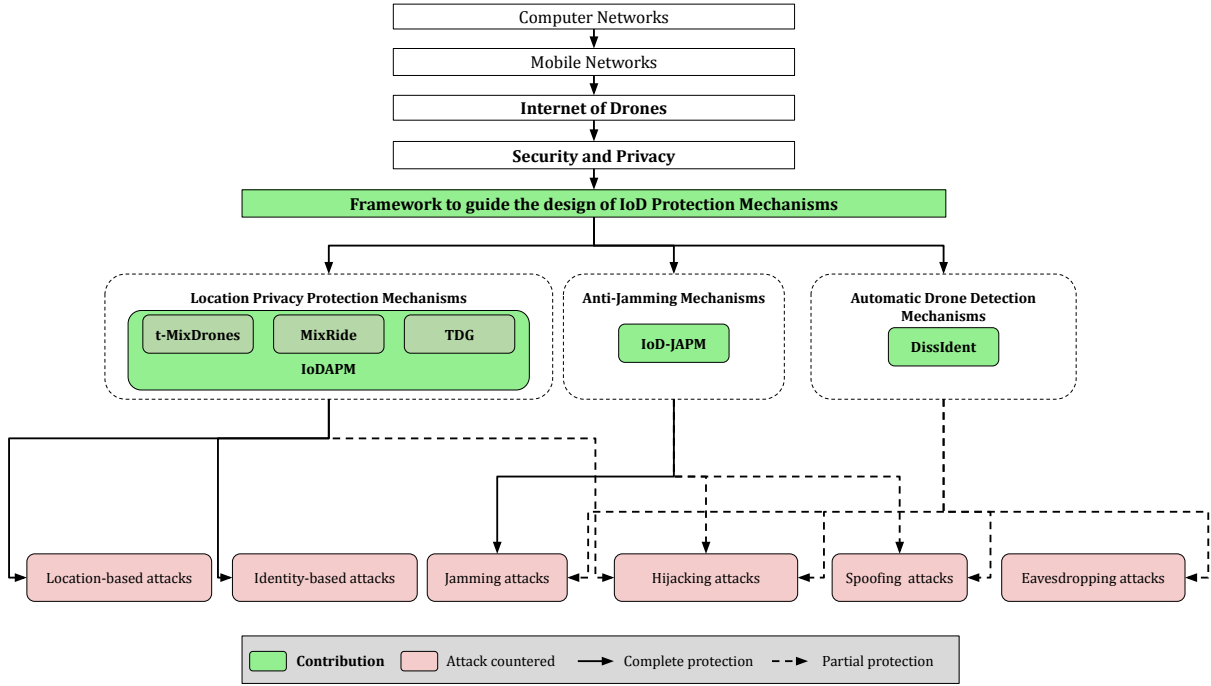 Computer Networks
Mobile Networks
Internet of Drones
Security and Privacy
Framework to guide the design of IoD Protection Mechanisms
Location Privacy Protection Mechanisms
t-MixDrones
MixRide
TDG
IoDAPM
Anti-Jamming Mechanisms
IoD-JAPM
Automatic Drone Detection
Mechanisms
DissIdent
Location-based attacks
Identity-based attacks
Jamming attacks
Hijacking attacks
Spoofing attacks
Eavesdropping attacks
Contribution
Attack countered
Complete protection
Partial protection